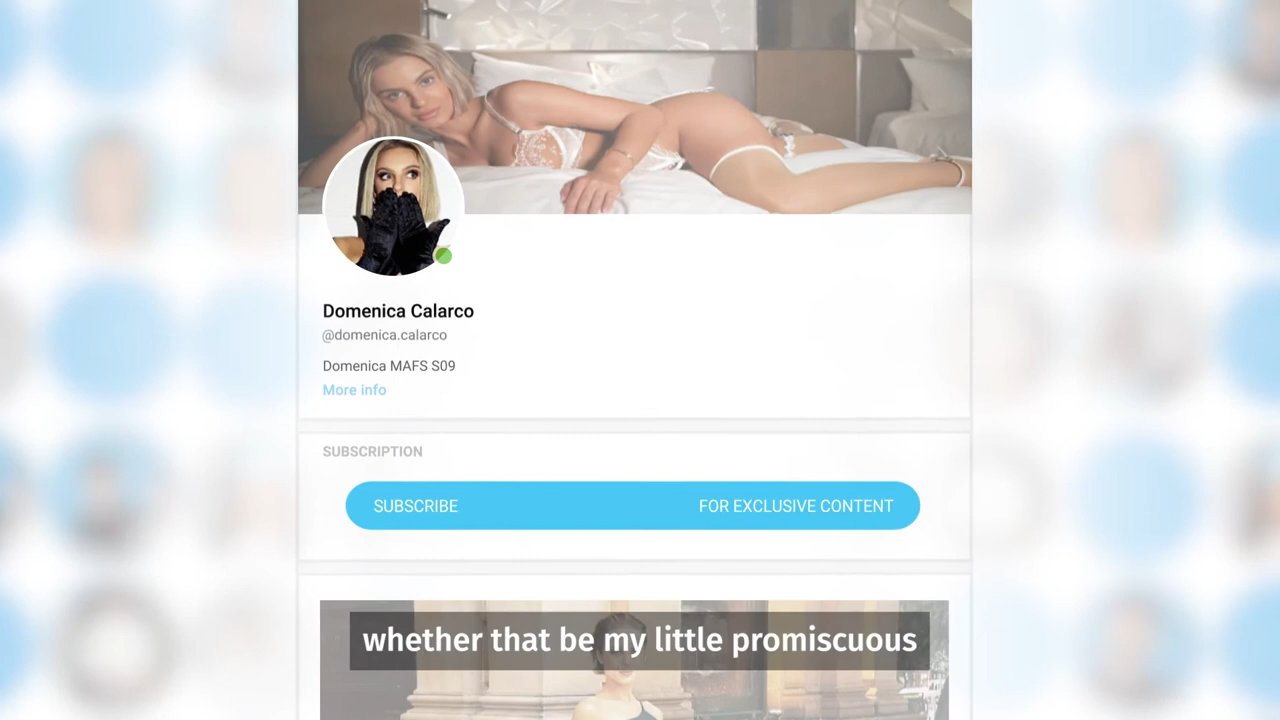 Domenica Calarco
@domenica.calarco
Domenica MAFS S09
More info
SUBSCRIPTION
SUBSCRIBE FOR EXCLUSIVE CONTENT
whether that be my little promiscuous